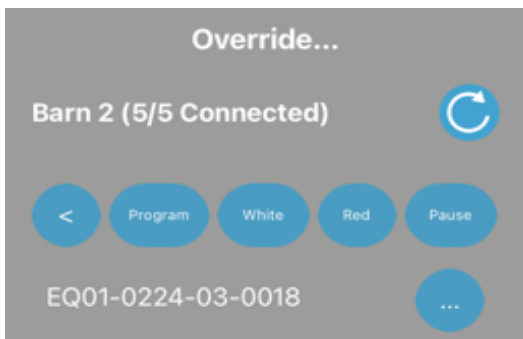 Override...
Barn 2 (5/5 Connected)
< Program White Red Pause
EQ01-0224-03-0018 ...